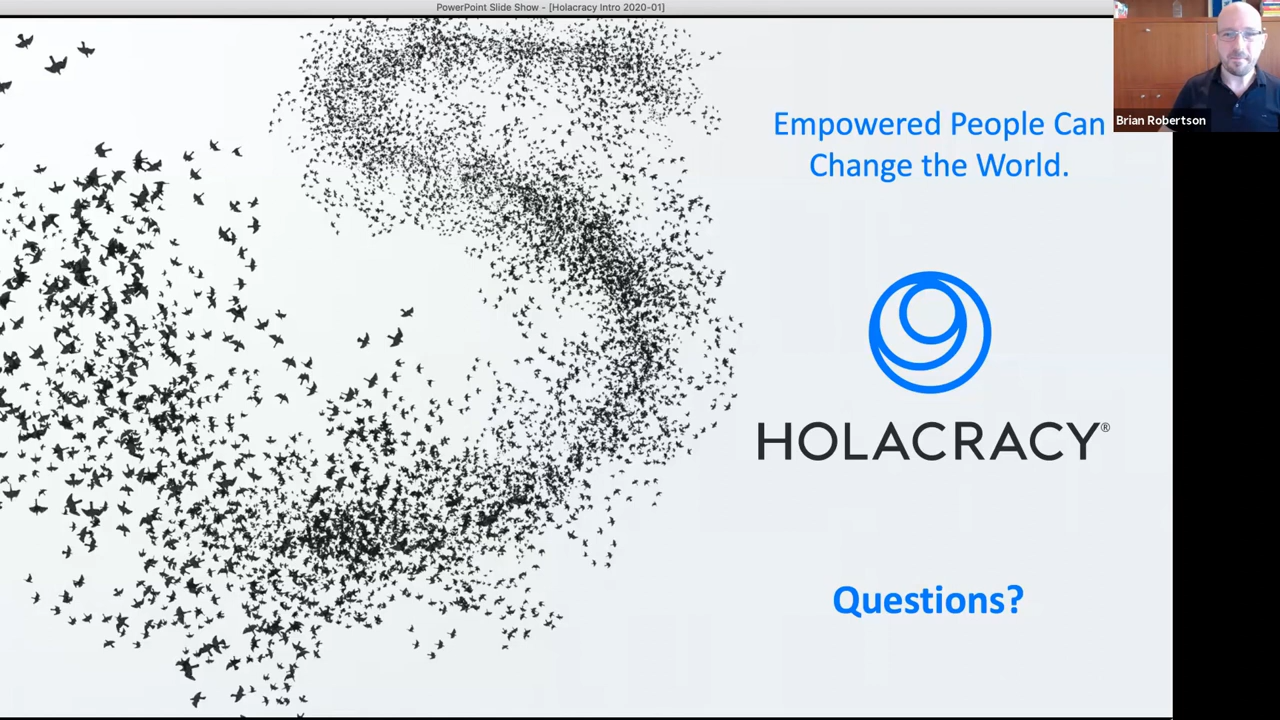 PowerPoint Slide Show - [Holacracy Intro 2020-01]
Brian Robertson
Empowered People Can
Change the World.
HOLACRACY®
Questions?